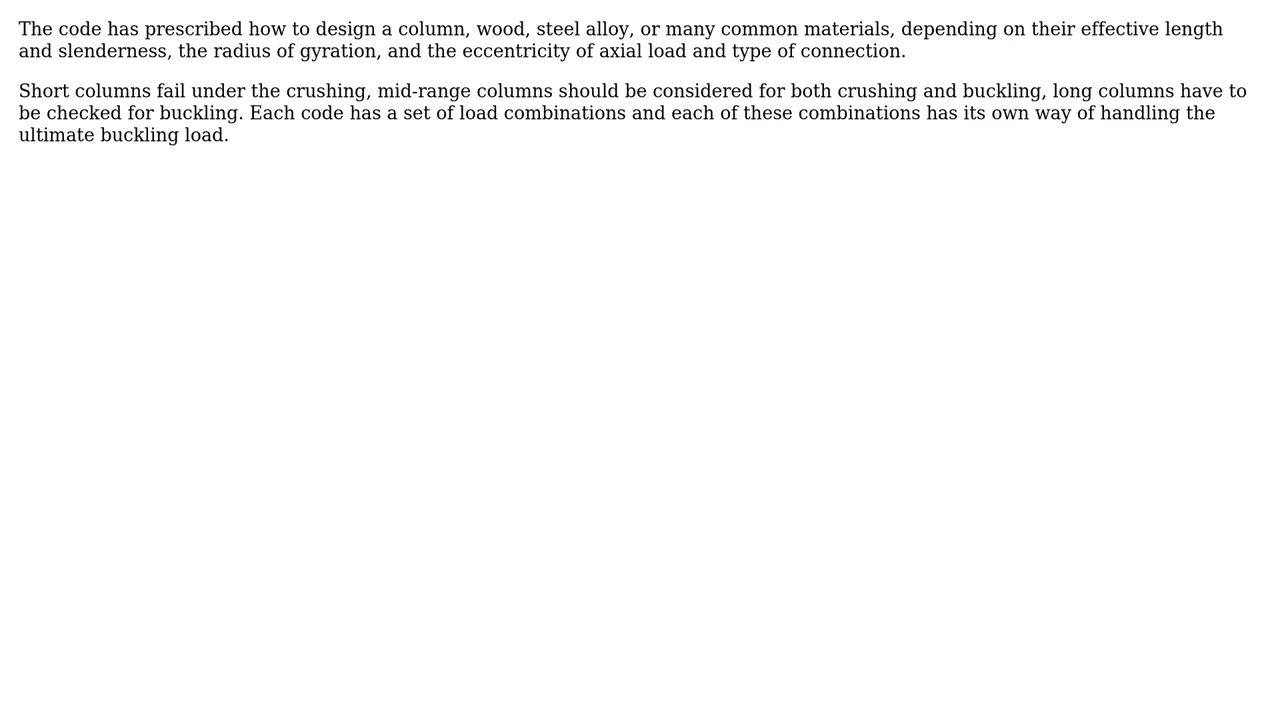 The code has prescribed how to design a column, wood, steel alloy, or many common materials, depending on their effective length
and slenderness, the radius of gyration, and the eccentricity of axial load and type of connection.
Short columns fail under the crushing, mid-range columns should be considered for both crushing and buckling, long columns have to
be checked for buckling. Each code has a set of load combinations and each of these combinations has its own way of handling the
ultimate buckling load.